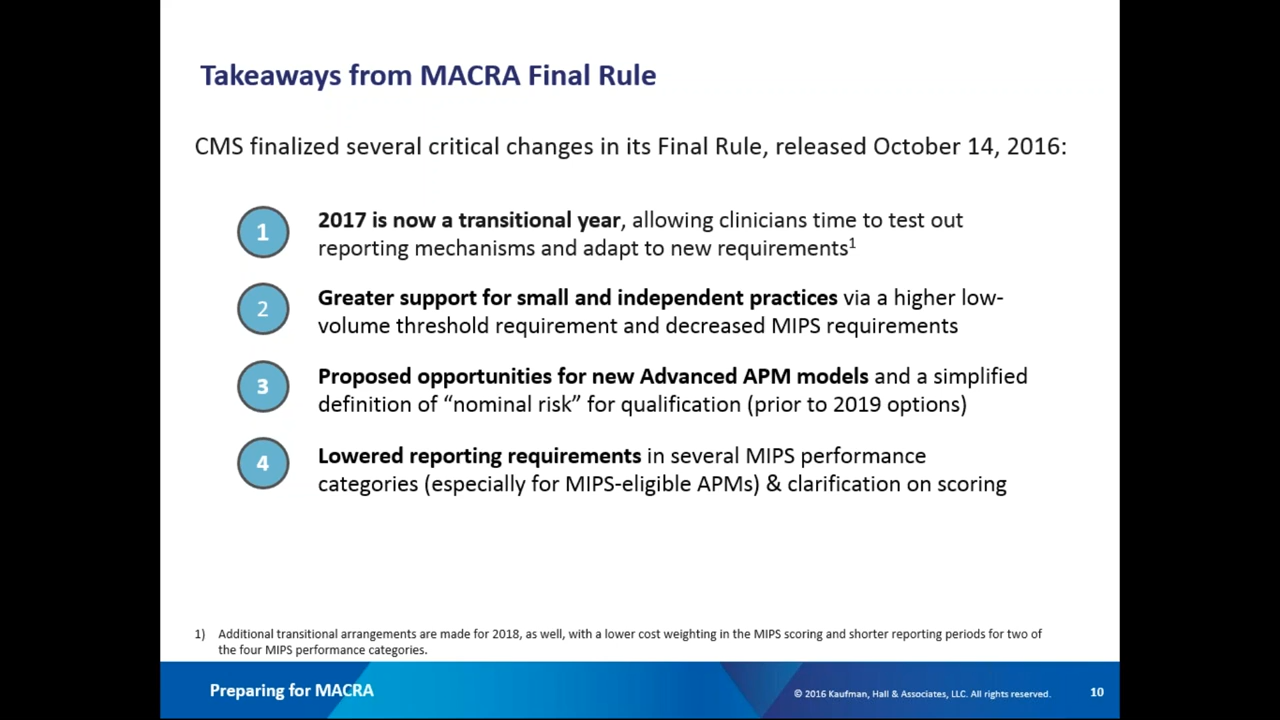 Takeaways from MACRA Final Rule
CMS finalized several critical changes in its Final Rule, released October 14, 2016:
1
2017 is now a transitional year, allowing clinicians time to test out
reporting mechanisms and adapt to new requirements1
2
Greater support for small and independent practices via a higher low-
volume threshold requirement and decreased MIPS requirements
3
Proposed opportunities for new Advanced APM models and a simplified
definition of “nominal risk” for qualification (prior to 2019 options)
4
Lowered reporting requirements in several MIPS performance
categories (especially for MIPS-eligible APMs) & clarification on scoring
1) Additional transitional arrangements are made for 2018, as well, with a lower cost weighting in the MIPS scoring and shorter reporting periods for two of
the four MIPS performance categories.
Preparing for MACRA
© 2016 Kaufman, Hall & Associates, LLC. All rights reserved.
10